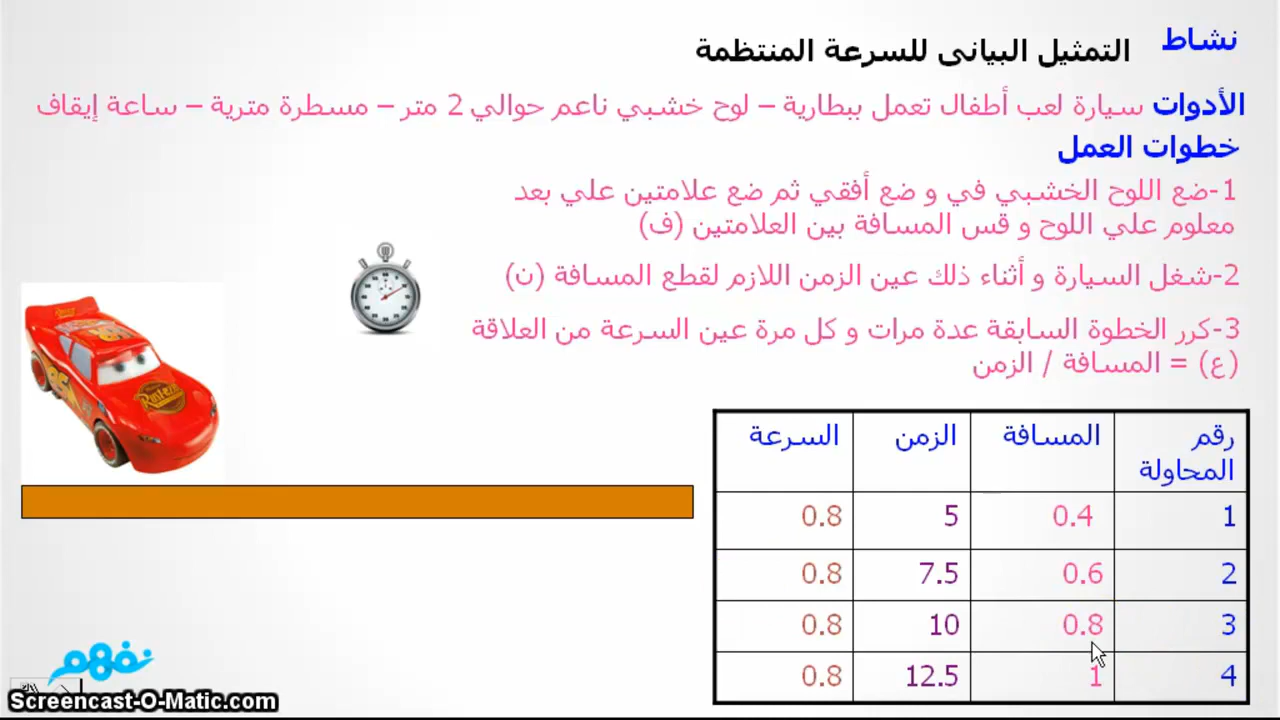 نشاط
التمثيل البيانى للسرعة المنتظمة
الأدوات سيارة لعب أطفال تعمل ببطارية – لوح خشبي ناعم حوالي 2 متر – مسطرة مترية – ساعة إيقاف
خطوات العمل
1-ضع اللوح الخشبي في و ضع أفقي ثم ضع علامتين علي بعد
معلوم علي اللوح و قس المسافة بين العلامتين (ف)
2-شغل السيارة و أثناء ذلك عين الزمن اللازم لقطع المسافة (ن)
3-كرر الخطوة السابقة عدة مرات و كل مرة عين السرعة من العلاقة
(ع) = المسافة / الزمن
رقم المحاولة المسافة الزمن السرعة
1 0.4 5 0.8
2 0.6 7.5 0.8
3 0.8 10 0.8
4 1 12.5 0.8
نفهم
Screencast-O-Matic.com